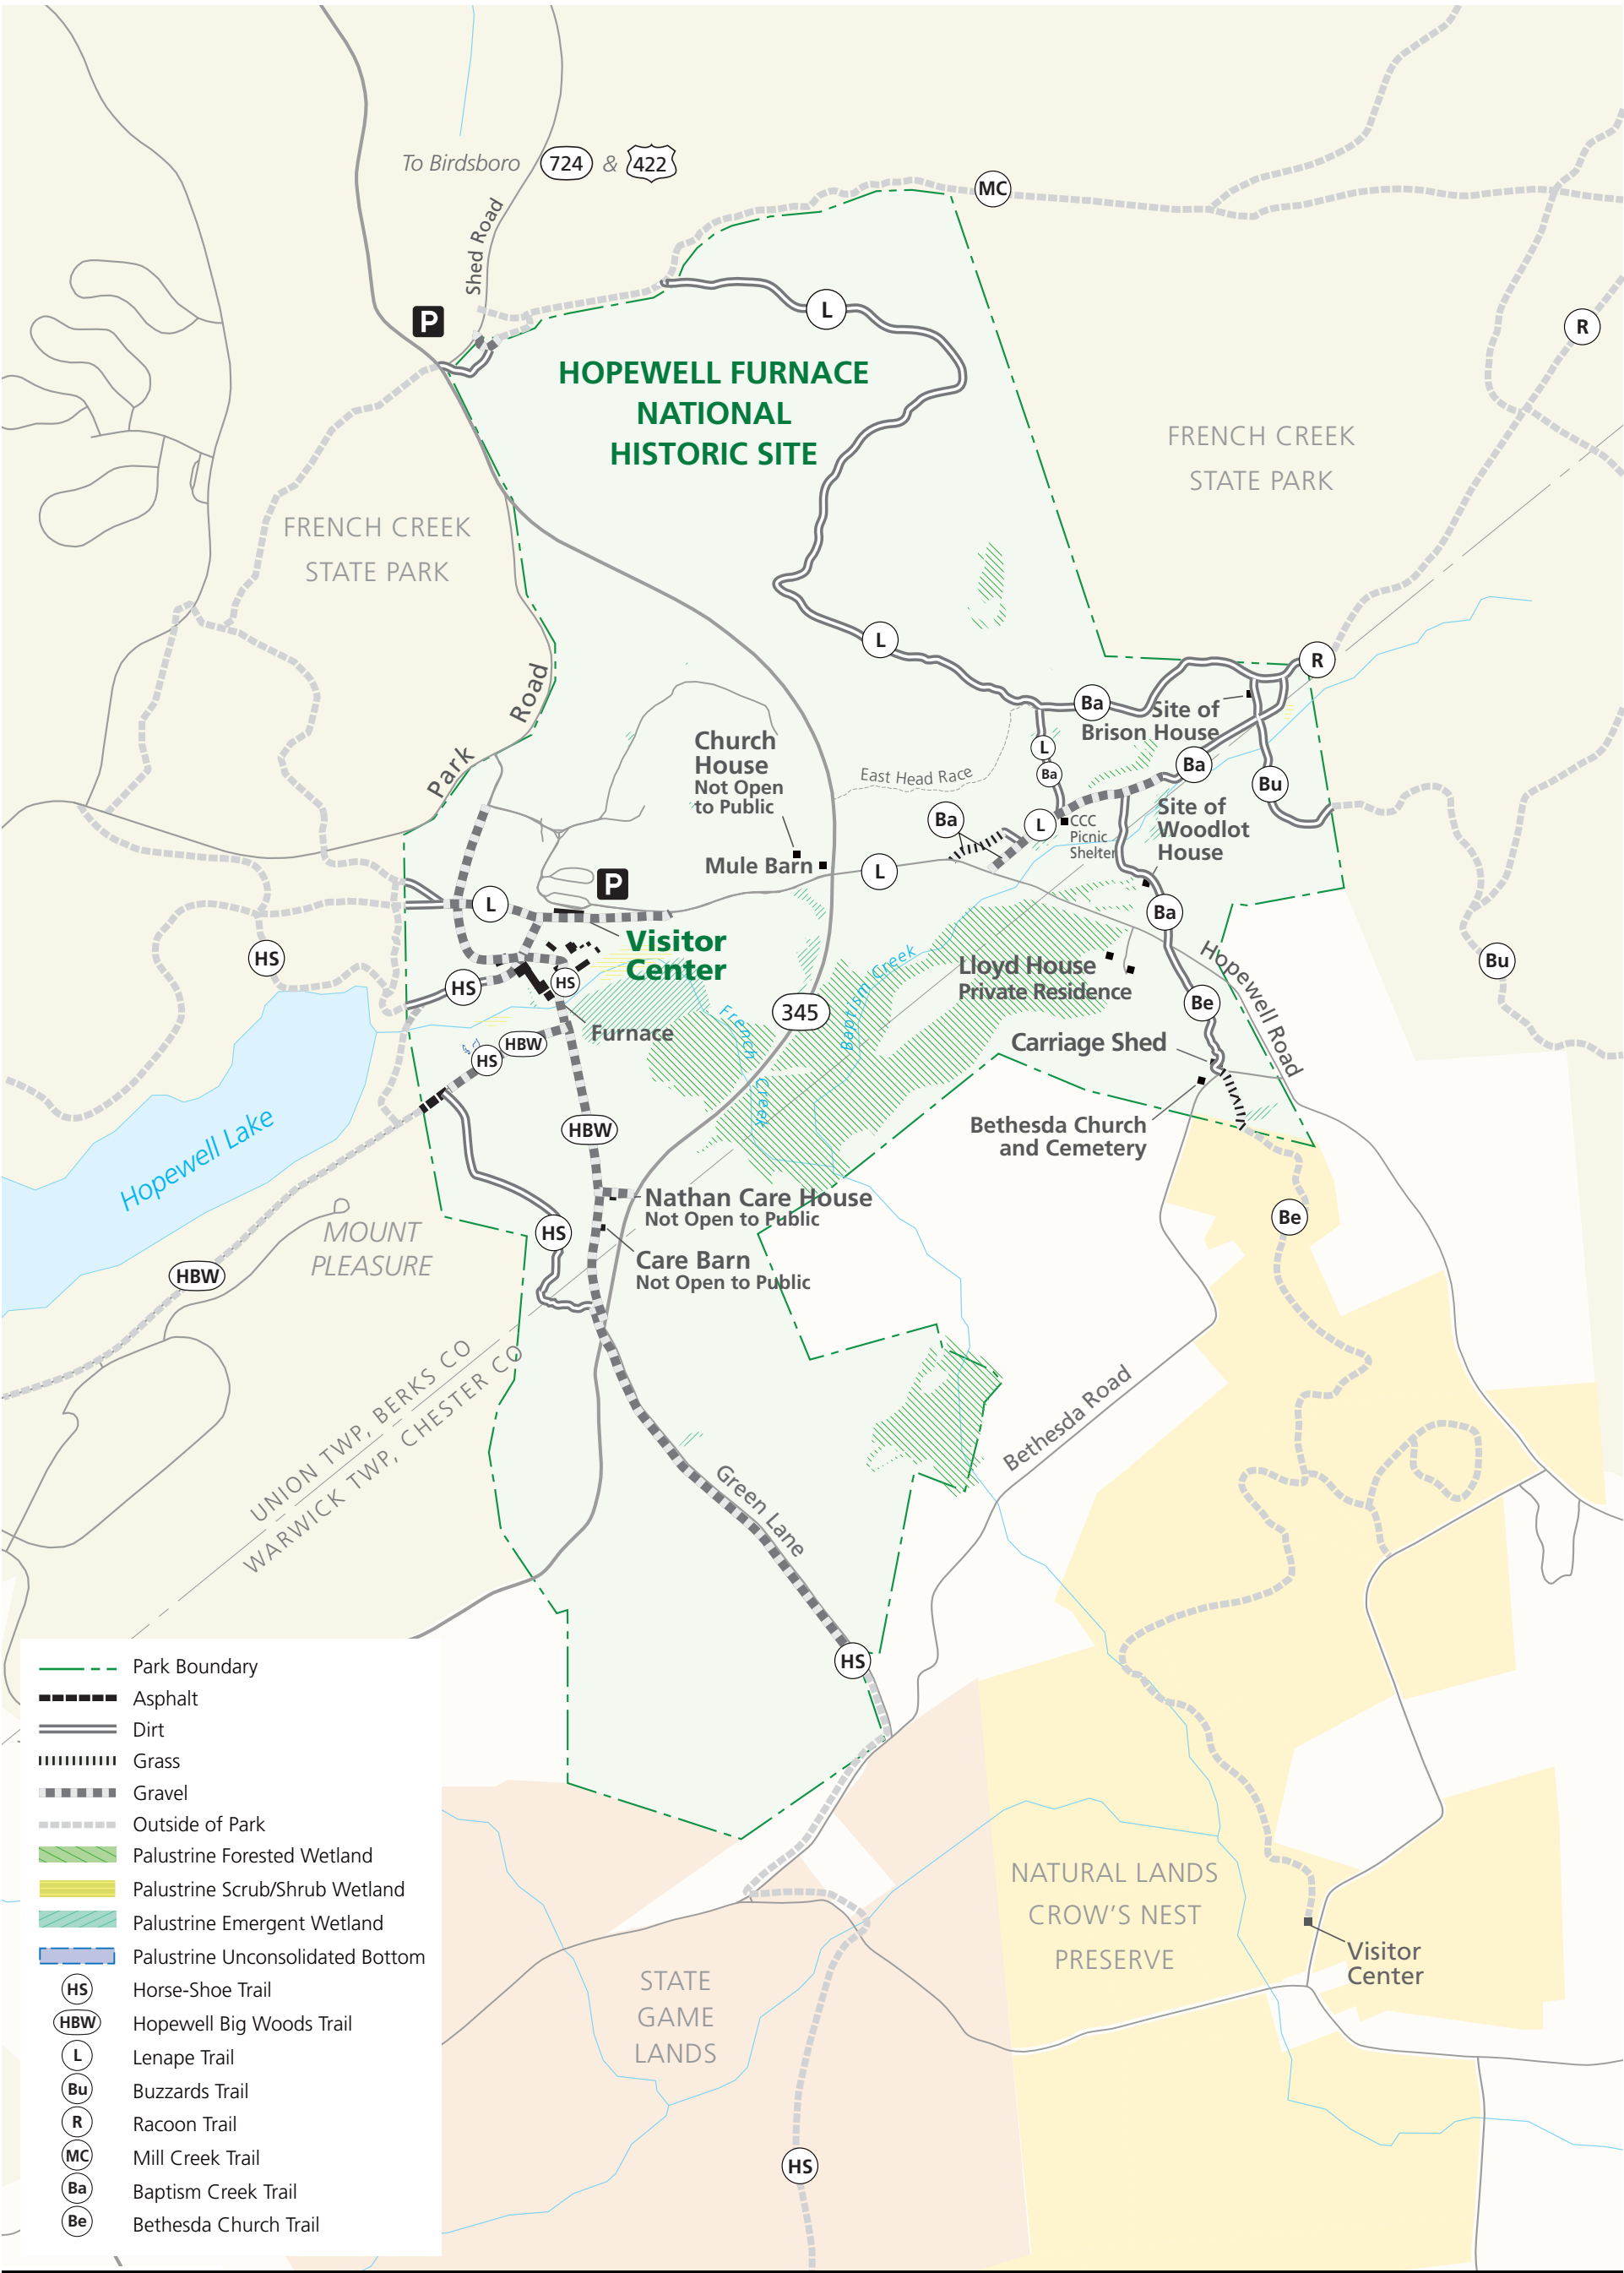 To Birdsboro 724 & 422
MC
Shed Road
P
L
R
HOPEWELL FURNACE
NATIONAL
HISTORIC SITE
FRENCH CREEK
STATE PARK
FRENCH CREEK
STATE PARK
L
R
Road
Park
Ba
Site of
Brison House
Church
House
Not Open
to Public
L
Ba
Ba
Bu
East Head Race
Ba
L
CCC
Picnic
Shelter
Site of
Woodlot
House
Mule Barn
L
P
L
Ba
Visitor
Center
HS
HS
HS
Baptism Creek
Lloyd House
Private Residence
Hopewell Road
Bu
345
Be
French
Creek
Furnace
HBW
HS
Carriage Shed
Hopewell Lake
HBW
Bethesda Church
and Cemetery
Nathan Care House
Not Open to Public
Be
MOUNT
PLEASURE
HS
HBW
Care Barn
Not Open to Public
UNION TWP, BERKS CO
WARWICK TWP, CHESTER CO
Bethesda Road
Green Lane
HS
Park Boundary
Asphalt
Dirt
Grass
Gravel
Outside of Park
Palustrine Forested Wetland
Palustrine Scrub/Shrub Wetland
Palustrine Emergent Wetland
Palustrine Unconsolidated Bottom
HS Horse-Shoe Trail
HBW Hopewell Big Woods Trail
L Lenape Trail
Bu Buzzards Trail
R Racoon Trail
MC Mill Creek Trail
Ba Baptism Creek Trail
Be Bethesda Church Trail
NATURAL LANDS
CROW'S NEST
PRESERVE
Visitor
Center
STATE
GAME
LANDS
HS